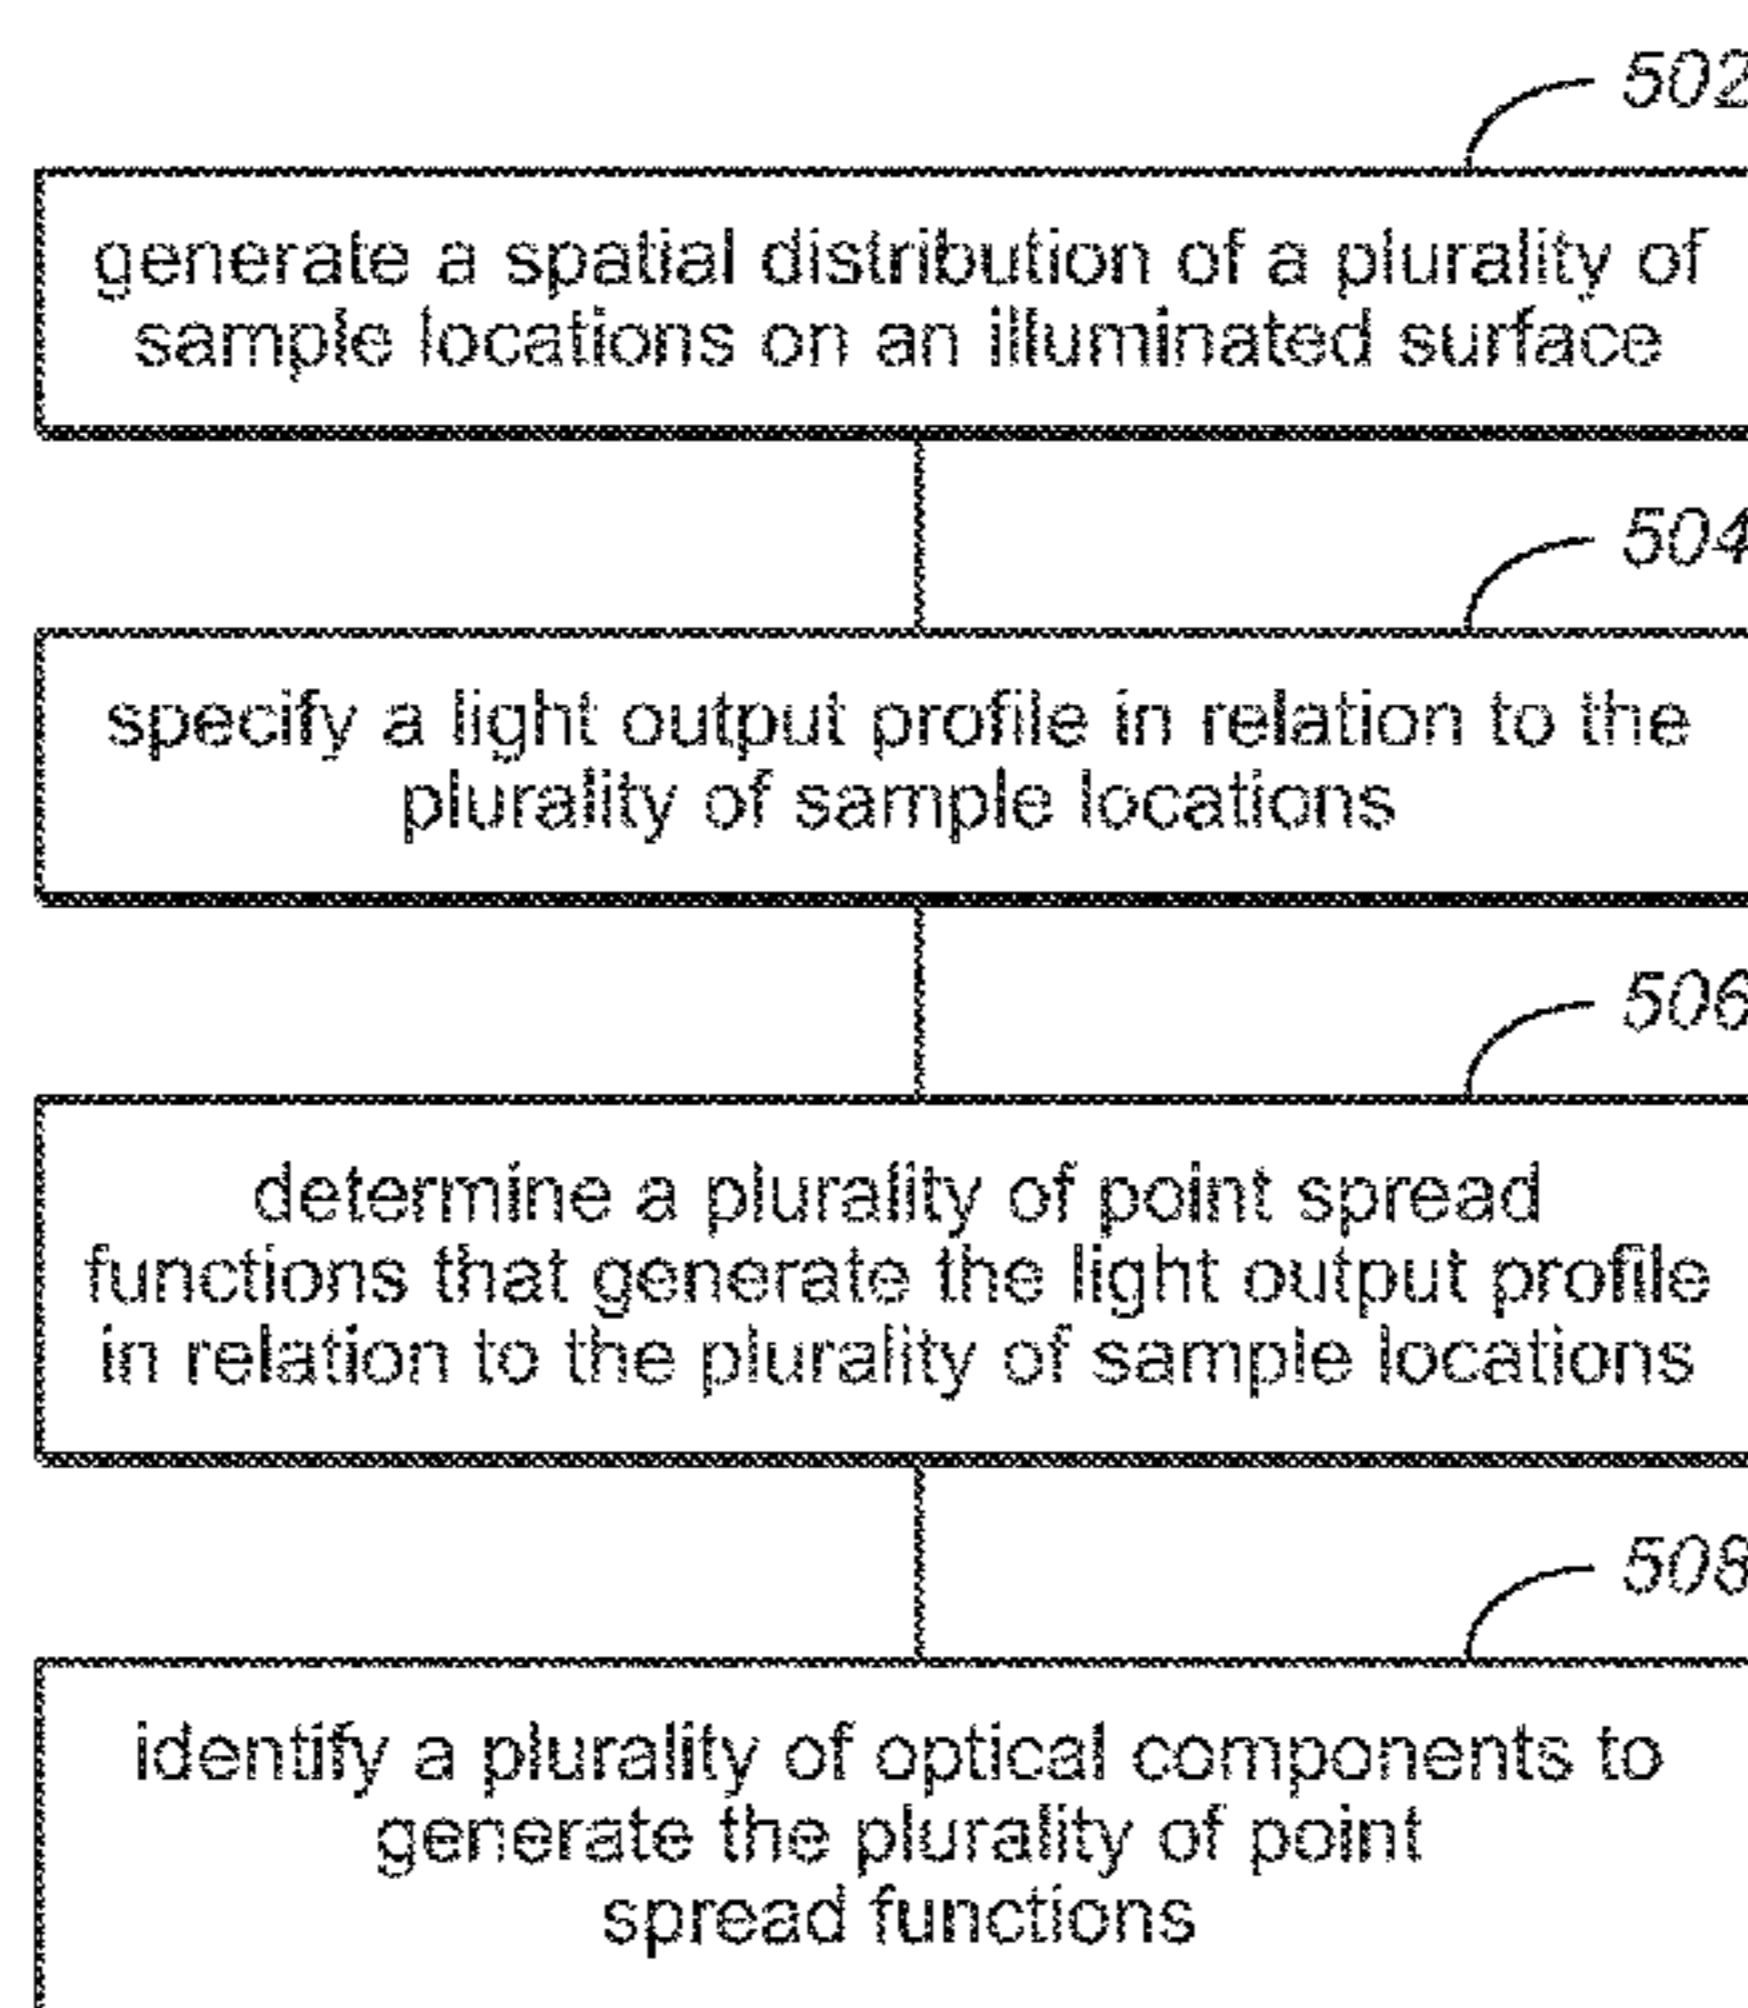 502
generate a spatial distribution of a plurality of
sample locations on an illuminated surface
504
specify a light output profile in relation to the
plurality of sample locations
506
determine a plurality of point spread
functions that generate the light output profile
in relation to the plurality of sample locations
508
identify a plurality of optical components to
generate the plurality of point
spread functions